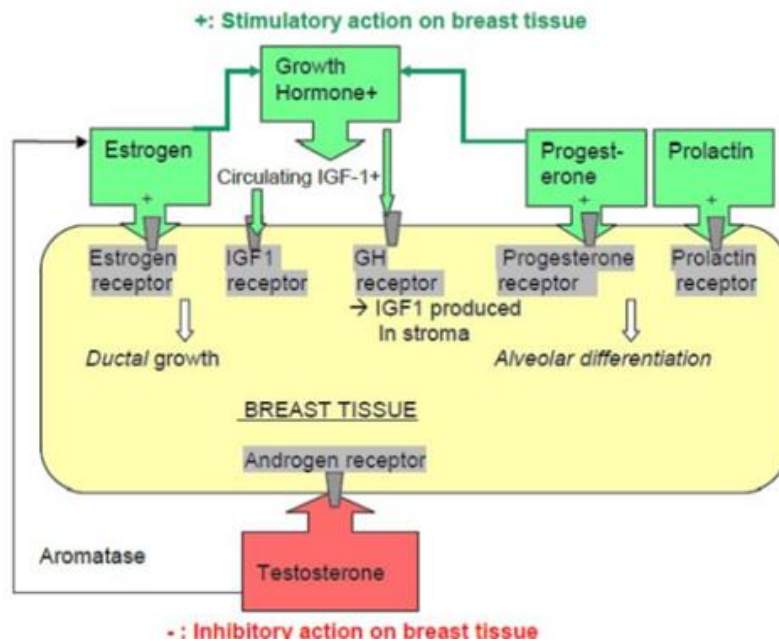 +: Stimulatory action on breast tissue
Growth
Hormone+
Estrogen
+
Circulating IGF-1+
Progest-
erone
+
Prolactin
+
Estrogen
receptor
IGF1
receptor
GH
receptor
→ IGF1 produced
In stroma
Progesterone
receptor
Prolactin
receptor
Ductal growth
Alveolar differentiation
BREAST TISSUE
Androgen receptor
Aromatase
Testosterone
- : Inhibitory action on breast tissue